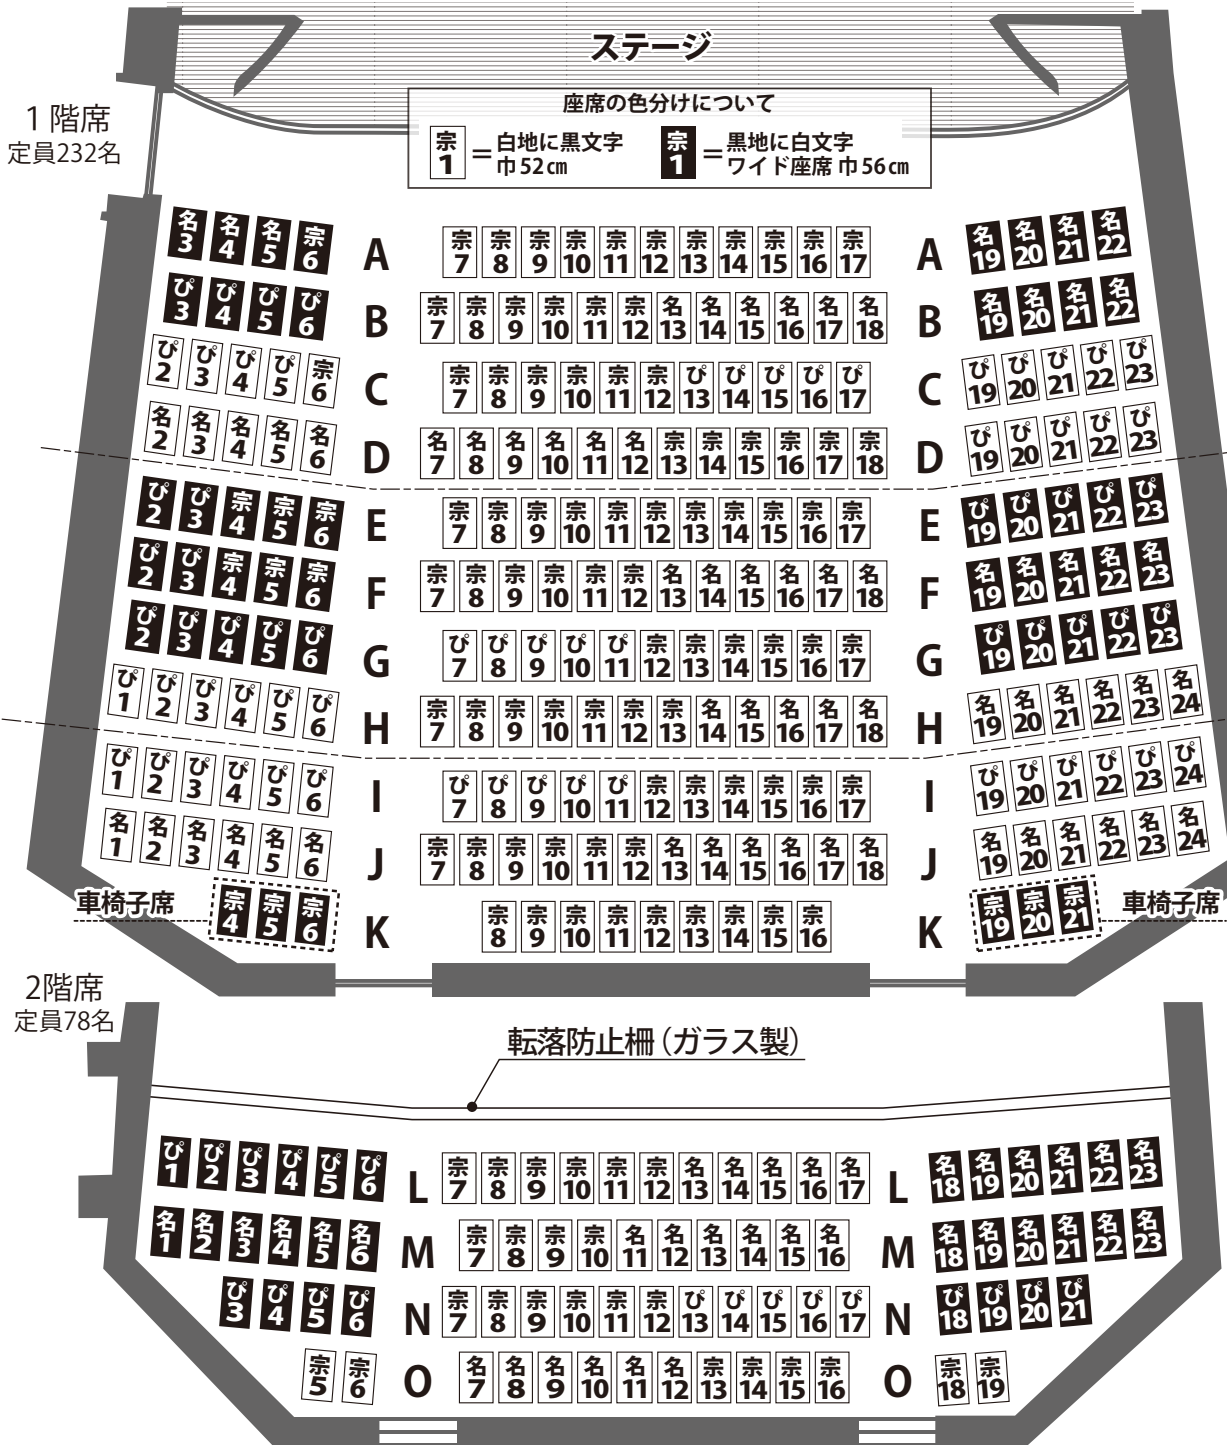 ステージ
座席の色分けについて
宗1 ＝白地に黒文字 巾52㎝
宗1 ＝黒地に白文字 ワイド座席 巾56㎝
1階席
定員232名
名3 名4 名5 宗6 A 宗7 宗8 宗9 宗10 宗11 宗12 宗13 宗14 宗15 宗16 宗17 A 名19 名20 名21 名22
ぴ3 ぴ4 ぴ5 ぴ6 B 宗7 宗8 宗9 宗10 宗11 宗12 名13 名14 名15 名16 名17 名18 B 名19 名20 名21 名22
ぴ2 ぴ3 ぴ4 ぴ5 宗6 C 宗7 宗8 宗9 宗10 宗11 宗12 ぴ13 ぴ14 ぴ15 ぴ16 ぴ17 C ぴ19 ぴ20 ぴ21 ぴ22 ぴ23
名2 名3 名4 名5 名6 D 名7 名8 名9 名10 名11 名12 宗13 宗14 宗15 宗16 宗17 宗18 D ぴ19 ぴ20 ぴ21 ぴ22 ぴ23
ぴ2 ぴ3 宗4 宗5 宗6 E 宗7 宗8 宗9 宗10 宗11 宗12 宗13 宗14 宗15 宗16 宗17 E ぴ19 ぴ20 ぴ21 ぴ22 ぴ23
ぴ2 ぴ3 宗4 宗5 宗6 F 宗7 宗8 宗9 宗10 宗11 宗12 名13 名14 名15 名16 名17 名18 F 名19 名20 名21 名22 名23
ぴ2 ぴ3 ぴ4 ぴ5 ぴ6 G ぴ7 ぴ8 ぴ9 ぴ10 ぴ11 宗12 宗13 宗14 宗15 宗16 宗17 G ぴ19 ぴ20 ぴ21 ぴ22 ぴ23
ぴ1 ぴ2 ぴ3 ぴ4 ぴ5 ぴ6 H 宗7 宗8 宗9 宗10 宗11 宗12 宗13 名14 名15 名16 名17 名18 H 名19 名20 名21 名22 名23 名24
ぴ1 ぴ2 ぴ3 ぴ4 ぴ5 ぴ6 I ぴ7 ぴ8 ぴ9 ぴ10 ぴ11 宗12 宗13 宗14 宗15 宗16 宗17 I ぴ19 ぴ20 ぴ21 ぴ22 ぴ23 ぴ24
名1 名2 名3 名4 名5 名6 J 宗7 宗8 宗9 宗10 宗11 宗12 名13 名14 名15 名16 名17 名18 J 名19 名20 名21 名22 名23 名24
車椅子席 宗4 宗5 宗6 K 宗8 宗9 宗10 宗11 宗12 宗13 宗14 宗15 宗16 K 宗19 宗20 宗21 車椅子席
2階席
定員78名
転落防止柵（ガラス製）
ぴ1 ぴ2 ぴ3 ぴ4 ぴ5 ぴ6 L 宗7 宗8 宗9 宗10 宗11 宗12 名13 名14 名15 名16 名17 L 名18 名19 名20 名21 名22 名23
名1 名2 名3 名4 名5 名6 M 宗7 宗8 宗9 宗10 名11 名12 名13 名14 名15 名16 M 名18 名19 名20 名21 名22 名23
ぴ3 ぴ4 ぴ5 ぴ6 N 宗7 宗8 宗9 宗10 宗11 宗12 ぴ13 ぴ14 ぴ15 ぴ16 ぴ17 N ぴ18 ぴ19 ぴ20 ぴ21
宗5 宗6 O 名7 名8 名9 名10 名11 名12 宗13 宗14 宗15 宗16 O 宗18 宗19